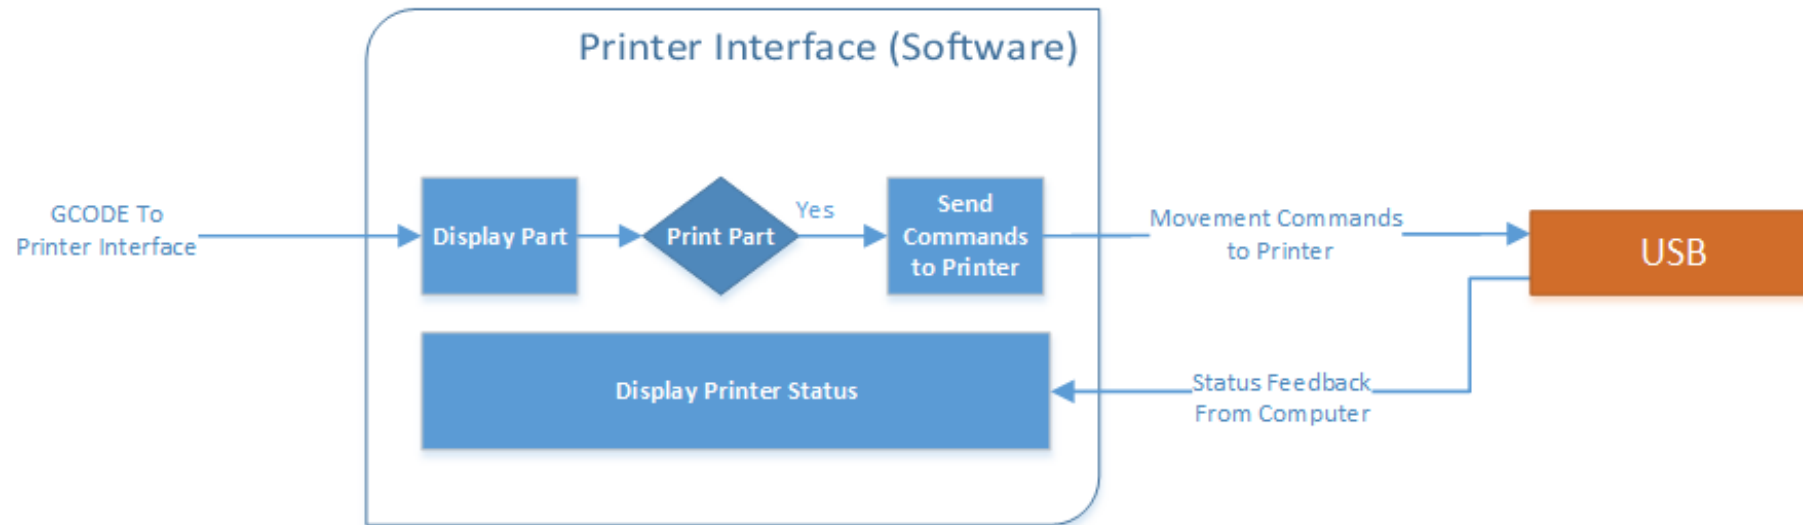 Printer Interface (Software)
GCODE To
Printer Interface
Display Part
Print Part
Yes
Send
Commands
to Printer
Movement Commands
to Printer
USB
Display Printer Status
Status Feedback
From Computer